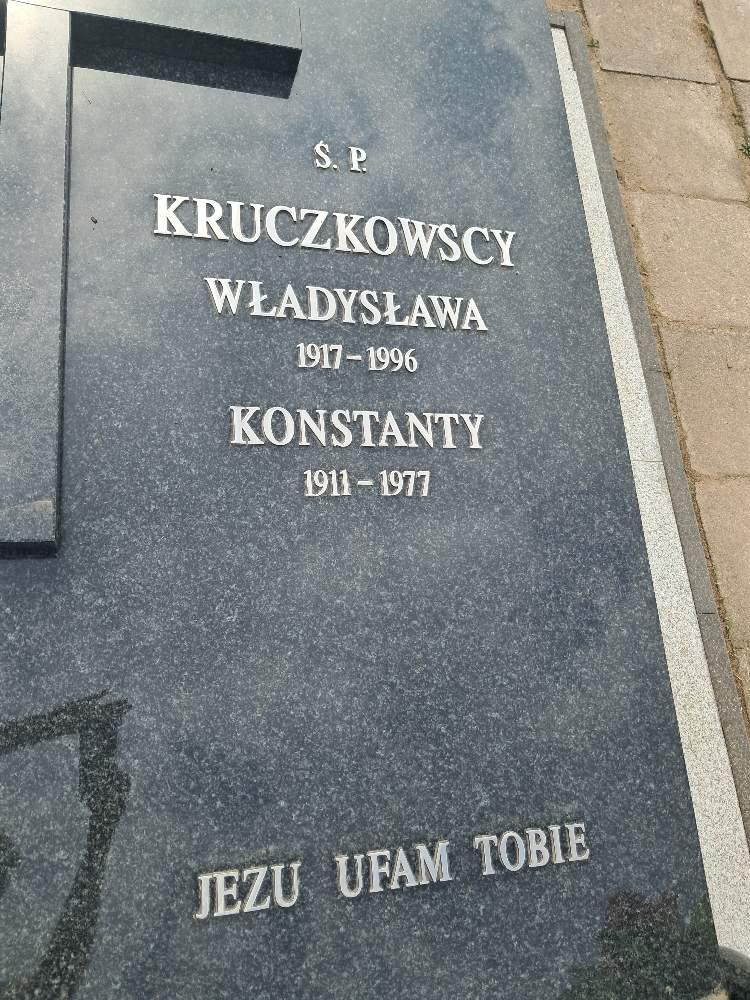 Ś. P.
KRUCZKOWSCY
WŁADYSŁAWA
1917 – 1996
KONSTANTY
1911 – 1977
JEZU UFAM TOBIE